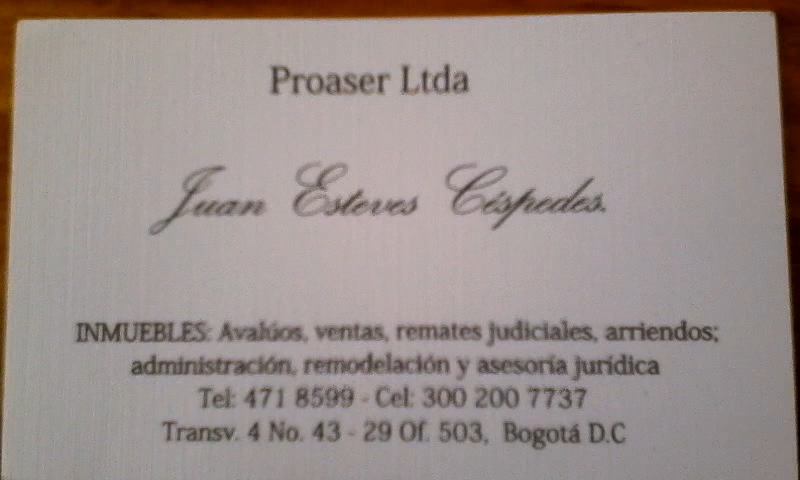 Proaser Ltda
Juan Esteves Céspedes.
INMUEBLES: Avalúos, ventas, remates judiciales, arriendos;
administración, remodelación y asesoría jurídica
Tel: 471 8599 - Cel: 300 200 7737
Transv. 4 No. 43 - 29 Of. 503, Bogotá D.C